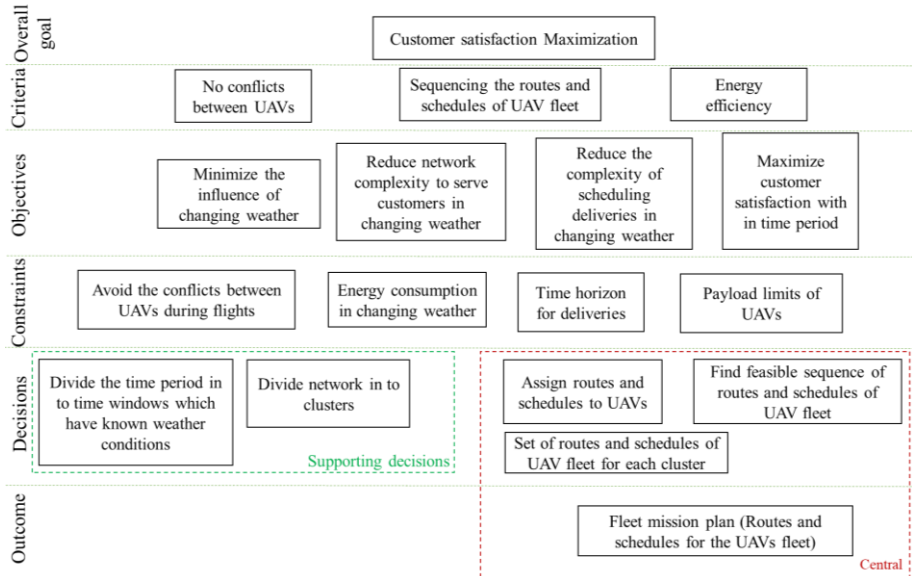 Overall
goal
Customer satisfaction Maximization
Criteria
No conflicts
between UAVs
Sequencing the routes and
schedules of UAV fleet
Energy
efficiency
Objectives
Minimize the
influence of
changing weather
Reduce network
complexity to serve
customers in
changing weather
Reduce the
complexity of
scheduling
deliveries in
changing weather
Maximize
customer
satisfaction with
in time period
Constraints
Avoid the conflicts between
UAVs during flights
Energy consumption
in changing weather
Time horizon
for deliveries
Payload limits of
UAVs
Decisions
Divide the time period in
to time windows which
have known weather
conditions
Divide network in to
clusters
Supporting decisions
Assign routes and
schedules to UAVs
Find feasible sequence of
routes and schedules of
UAV fleet
Set of routes and schedules of
UAV fleet for each cluster
Outcome
Fleet mission plan (Routes and
schedules for the UAVs fleet)
Central